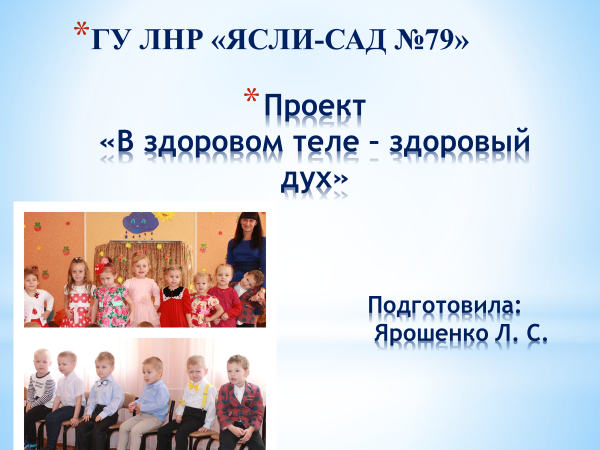 *ГУ ЛНР «ЯСЛИ-САД №79»
*Проект
«В здоровом теле – здоровый
дух»
Подготовила:
Ярошенко Л. С.